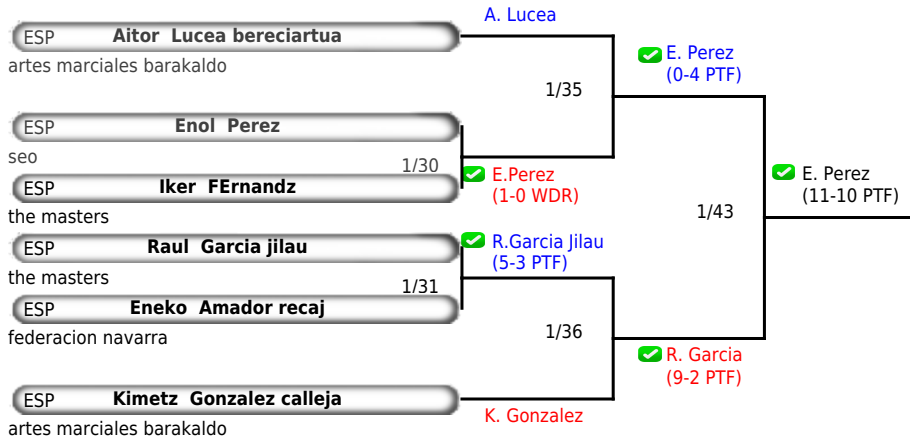 A. Lucea
ESP Aitor Lucea bereciartua
artes marciales barakaldo
E. Perez
(0-4 PTF)
1/35
ESP Enol Perez
seo
1/30
E.Perez
(1-0 WDR)
ESP Iker FErnandz
the masters
E. Perez
(11-10 PTF)
1/43
ESP Raul Garcia jilau
the masters
R.Garcia Jilau
(5-3 PTF)
1/31
ESP Eneko Amador recaj
federacion navarra
1/36
R. Garcia
(9-2 PTF)
ESP Kimetz Gonzalez calleja
artes marciales barakaldo
K. Gonzalez